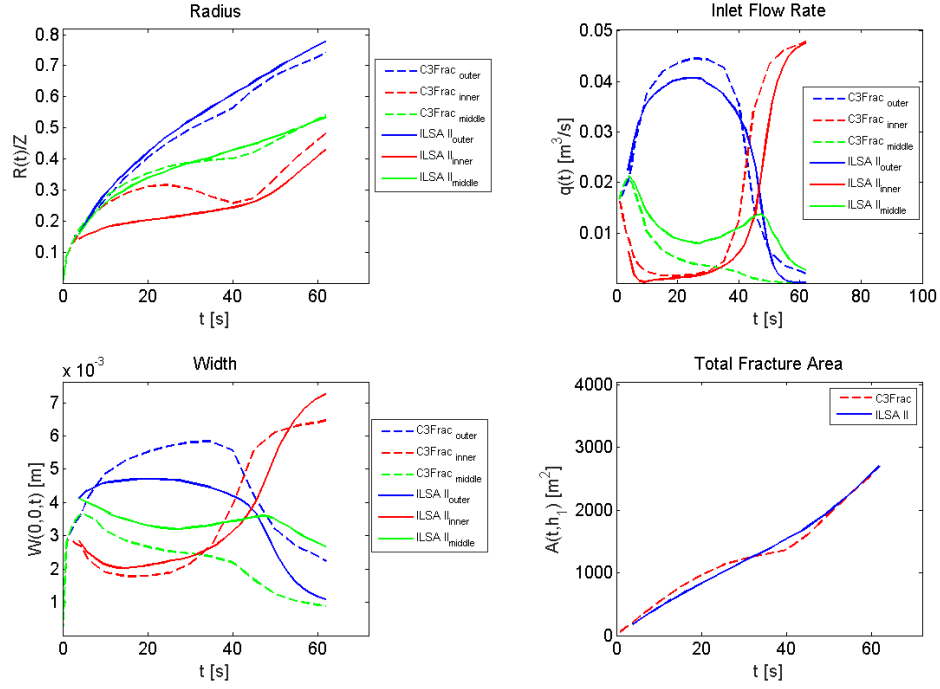 Radius
0.8
0.7
0.6
0.5
0.4
0.3
0.2
0.1
0
20
40
60
R(t)/Z
t [s]
C3Frac outer
C3Frac inner
C3Frac middle
ILSA II outer
ILSA II inner
ILSA II middle
Inlet Flow Rate
0.05
0.04
0.03
0.02
0.01
0
20
40
60
80
100
q(t) [m³/s]
t [s]
C3Frac outer
C3Frac inner
C3Frac middle
ILSA II outer
ILSA II inner
ILSA II middle
Width
x 10⁻³
7
6
5
4
3
2
1
0
20
40
60
W(0,0,t) [m]
t [s]
C3Frac outer
C3Frac inner
C3Frac middle
ILSA II outer
ILSA II inner
ILSA II middle
Total Fracture Area
4000
3000
2000
1000
0
0
20
40
60
A(t,h₁) [m²]
t [s]
C3Frac
ILSA II